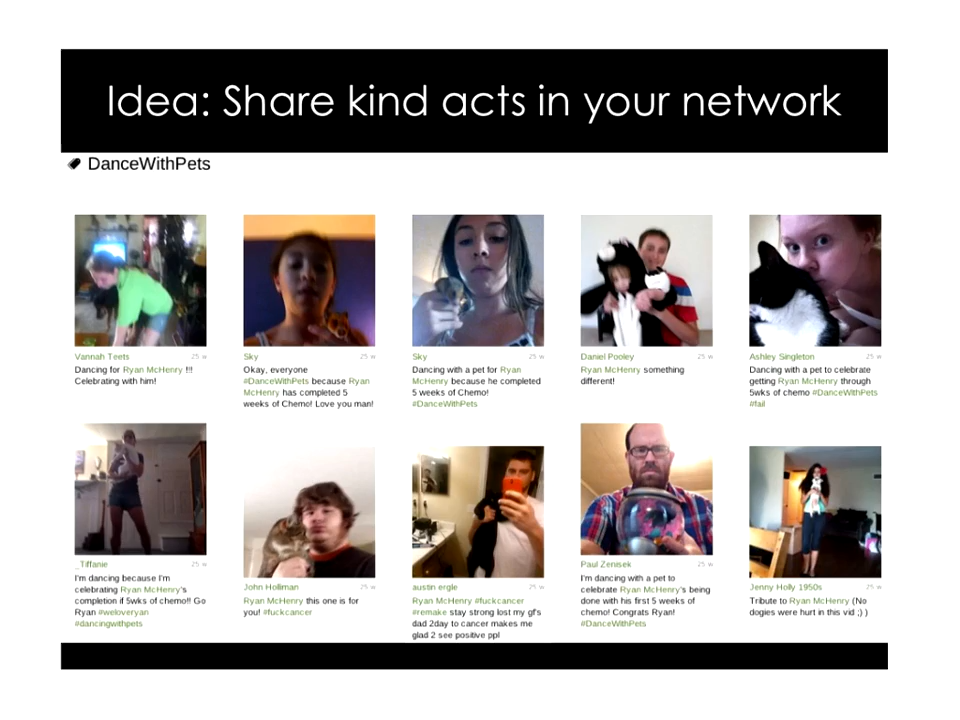 Idea: Share kind acts in your network
DanceWithPets
Vannah Teets 25 w
Dancing for Ryan McHenry !!!
Celebrating with him!
Sky 25 w
Okay, everyone
#DanceWithPets because Ryan
McHenry has completed 5
weeks of Chemo! Love you man!
Sky 25 w
Dancing with a pet for Ryan
McHenry because he completed
5 weeks of Chemo!
#DanceWithPets
Daniel Pooley 25 w
Ryan McHenry something
different!
Ashley Singleton 25 w
Dancing with a pet to celebrate
getting Ryan McHenry through
5wks of chemo #DanceWithPets
#fail
_Tiffanie 25 w
I'm dancing because I'm
celebrating Ryan McHenry's
completion if 5wks of chemo!! Go
Ryan #weloveryan
#dancingwithpets
John Holliman 25 w
Ryan McHenry this one is for
you! #fuckcancer
austin ergle 25 w
Ryan McHenry #fuckcancer
#remake stay strong lost my gf's
dad 2day to cancer makes me
glad 2 see positive ppl
Paul Zenisek 25 w
I'm dancing with a pet to
celebrate Ryan McHenry's being
done with his first 5 weeks of
chemo! Congrats Ryan!
#DanceWithPets
Jenny Holly 1950s 25 w
Tribute to Ryan McHenry (No
dogies were hurt in this vid ;) )